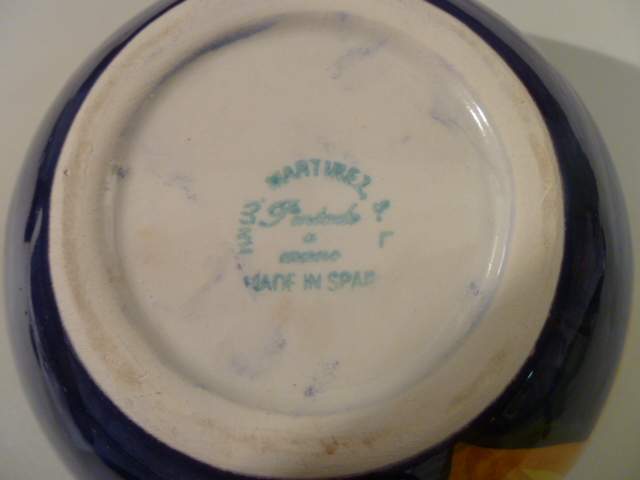 MARTINEZ
Pintado
a
mano
MADE IN SPAIN